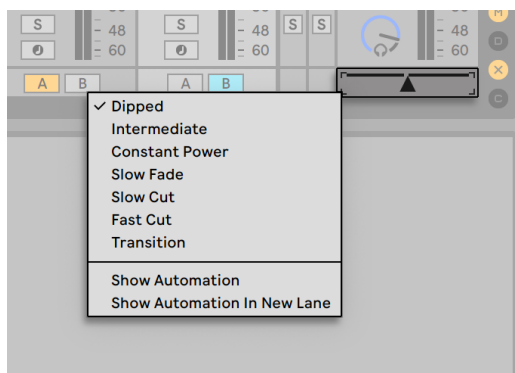 S
- 48
S
- 48
S S
- 48
M
- 60
- 60
- 60
D
A B
A B
X
C
✓ Dipped
Intermediate
Constant Power
Slow Fade
Slow Cut
Fast Cut
Transition
Show Automation
Show Automation In New Lane